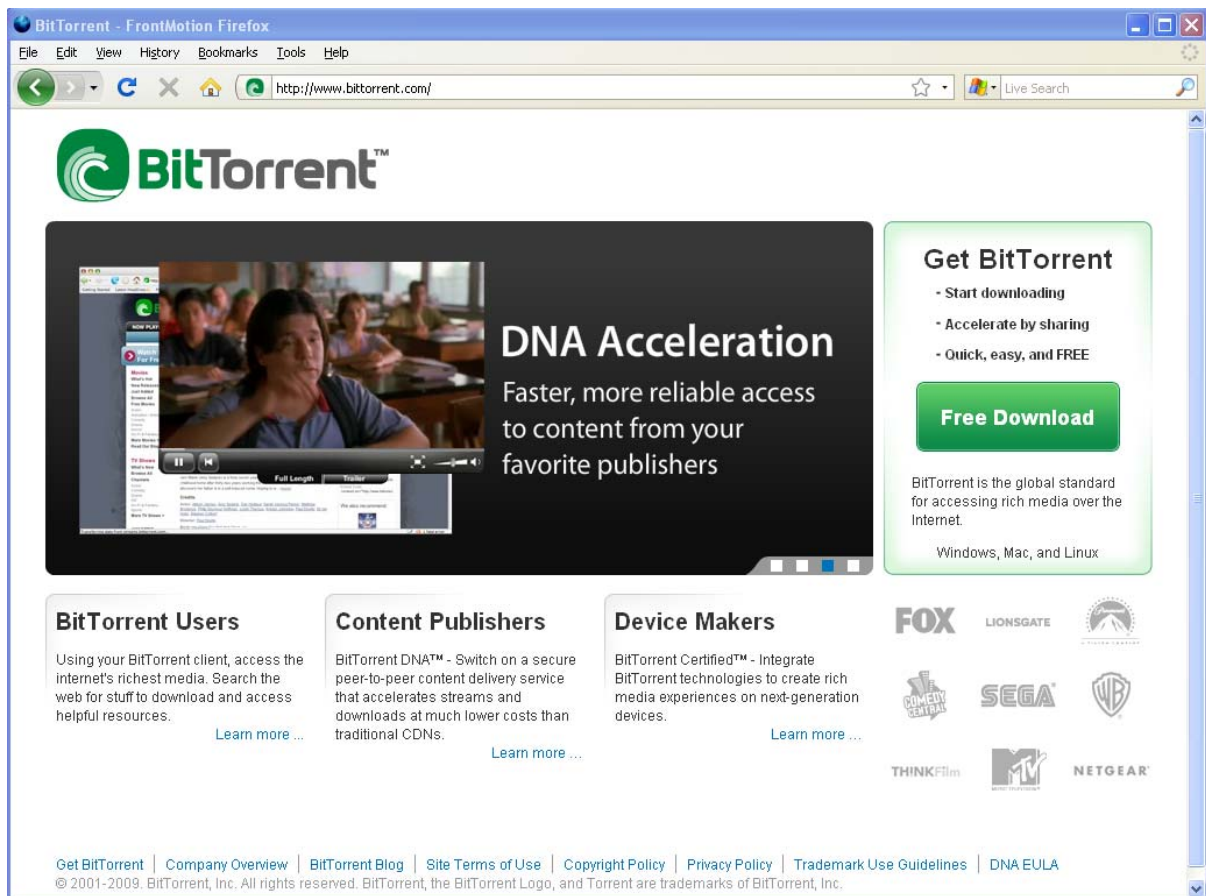 BitTorrent - FrontMotion Firefox
File Edit View History Bookmarks Tools Help
http://www.bittorrent.com/
Live Search
BitTorrent™
DNA Acceleration
Faster, more reliable access
to content from your
favorite publishers
Full Length
Trailer
Get BitTorrent
- Start downloading
- Accelerate by sharing
- Quick, easy, and FREE
Free Download
BitTorrent is the global standard
for accessing rich media over the
Internet.
Windows, Mac, and Linux
BitTorrent Users
Using your BitTorrent client, access the
internet's richest media. Search the
web for stuff to download and access
helpful resources.
Learn more ...
Content Publishers
BitTorrent DNA™ - Switch on a secure
peer-to-peer content delivery service
that accelerates streams and
downloads at much lower costs than
traditional CDNs.
Learn more ...
Device Makers
BitTorrent Certified™ - Integrate
BitTorrent technologies to create rich
media experiences on next-generation
devices.
Learn more ...
FOX LIONSGATE Paramount
COMEDY CENTRAL SEGA WB
THINKFilm MTV NETGEAR
Get BitTorrent | Company Overview | BitTorrent Blog | Site Terms of Use | Copyright Policy | Privacy Policy | Trademark Use Guidelines | DNA EULA
© 2001-2009. BitTorrent, Inc. All rights reserved. BitTorrent, the BitTorrent Logo, and Torrent are trademarks of BitTorrent, Inc.